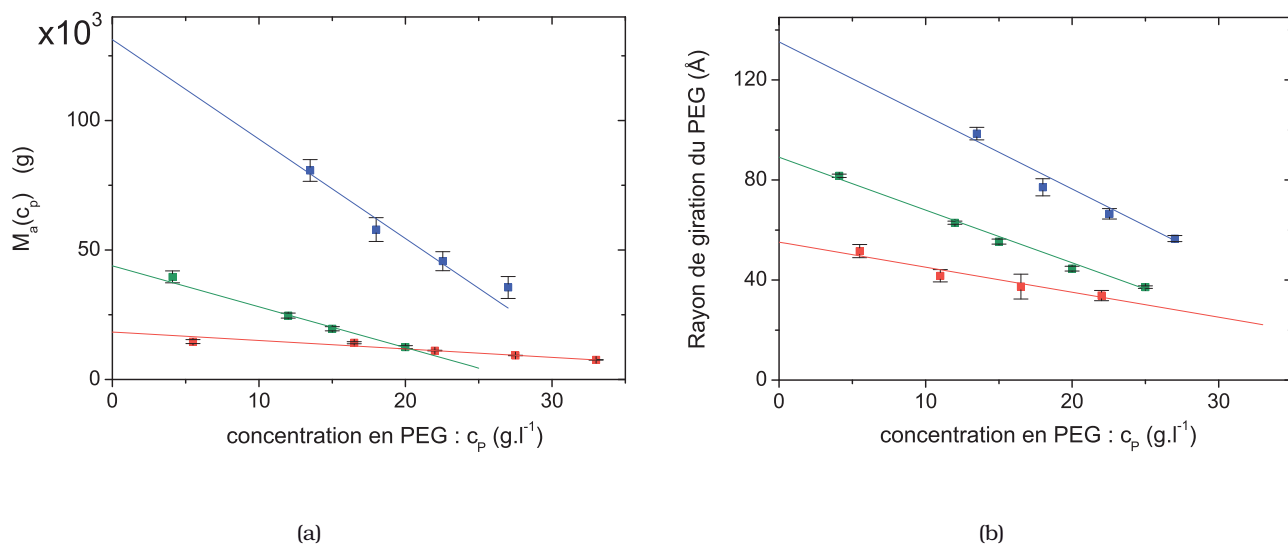 x10³
100
50
0
M_a(c_p) (g)
0 10 20 30
concentration en PEG : c_P (g.l⁻¹)
(a)
120
80
40
0
Rayon de giration du PEG (Å)
0 10 20 30
concentration en PEG : c_P (g.l⁻¹)
(b)